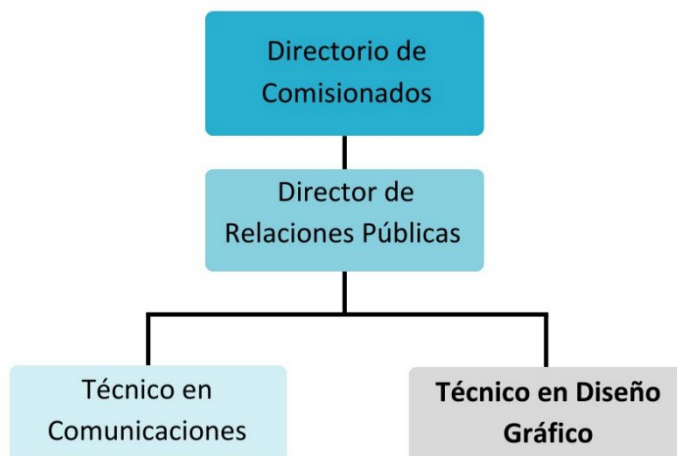 Directorio de
Comisionados
Director de
Relaciones Públicas
Técnico en
Comunicaciones
Técnico en Diseño
Gráfico